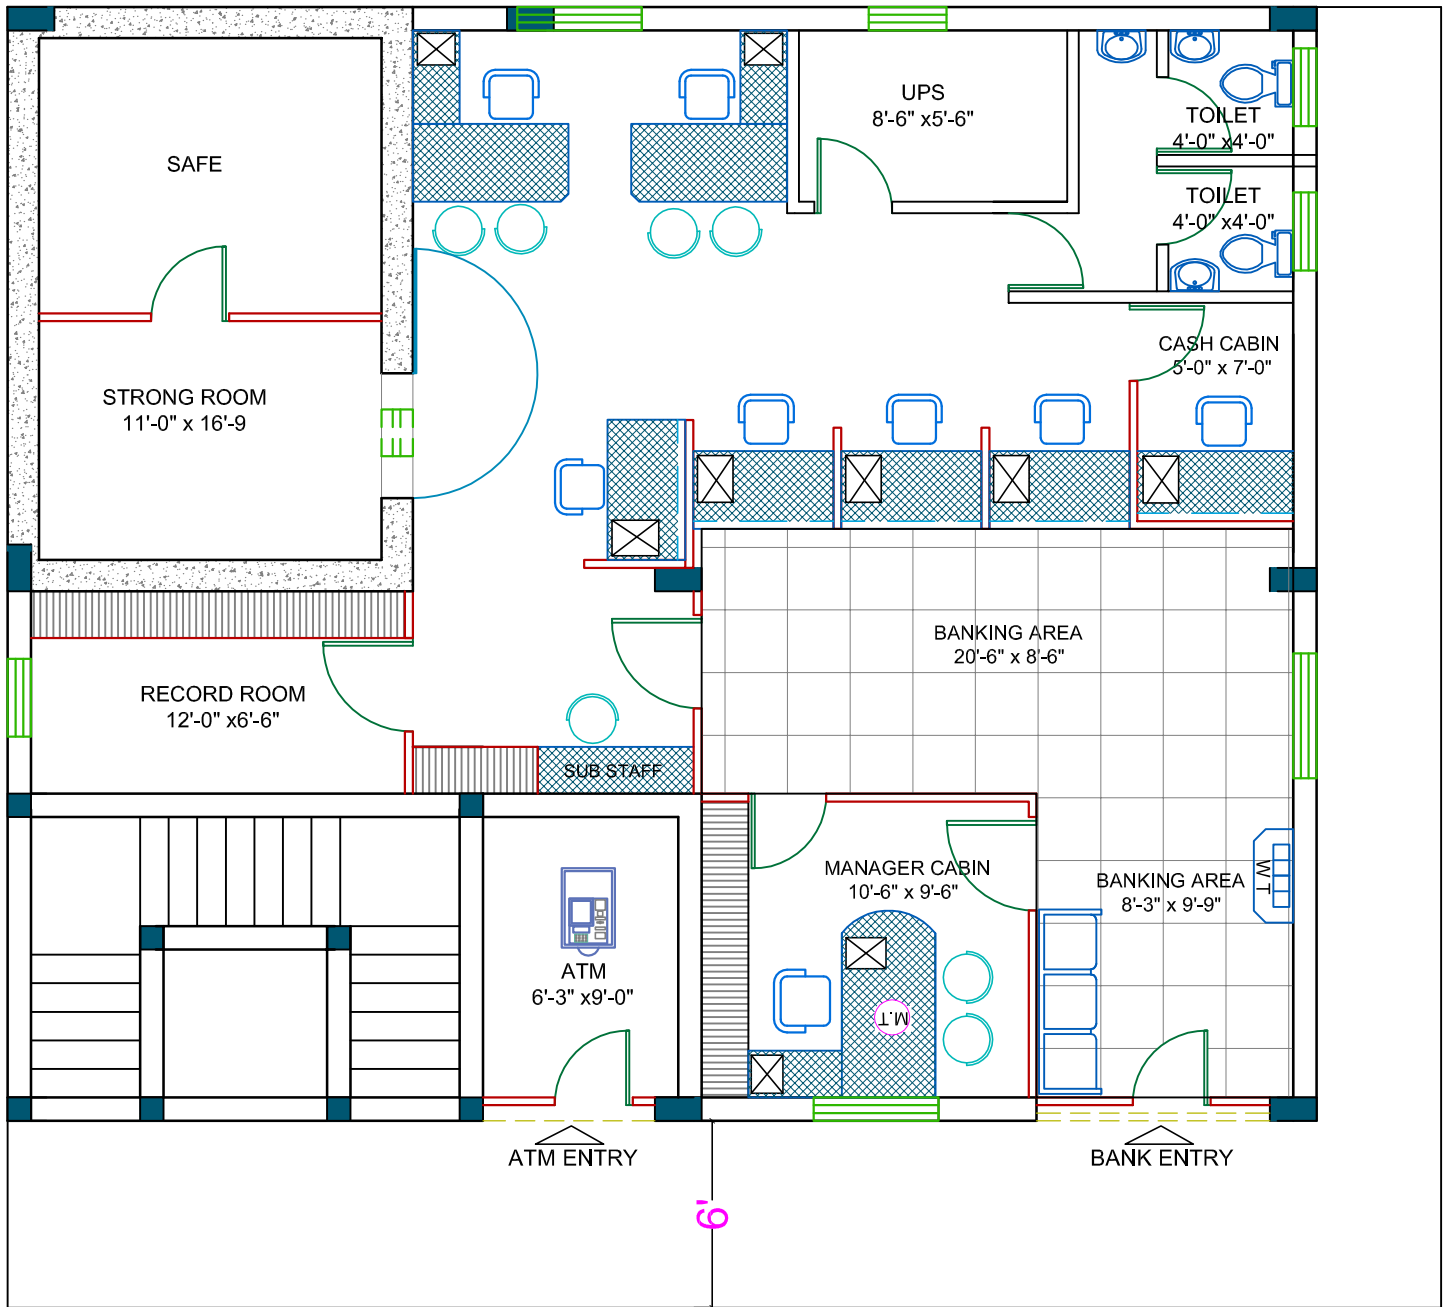 SAFE
UPS
8'-6" x5'-6"
TOILET
4'-0" x4'-0"
TOILET
4'-0" x4'-0"
STRONG ROOM
11'-0" x 16'-9
CASH CABIN
5'-0" x 7'-0"
BANKING AREA
20'-6" x 8'-6"
RECORD ROOM
12'-0" x6'-6"
SUB STAFF
MANAGER CABIN
10'-6" x 9'-6"
BANKING AREA
8'-3" x 9'-9"
W T
ATM
6'-3" x9'-0"
M.T
ATM ENTRY
BANK ENTRY
6'